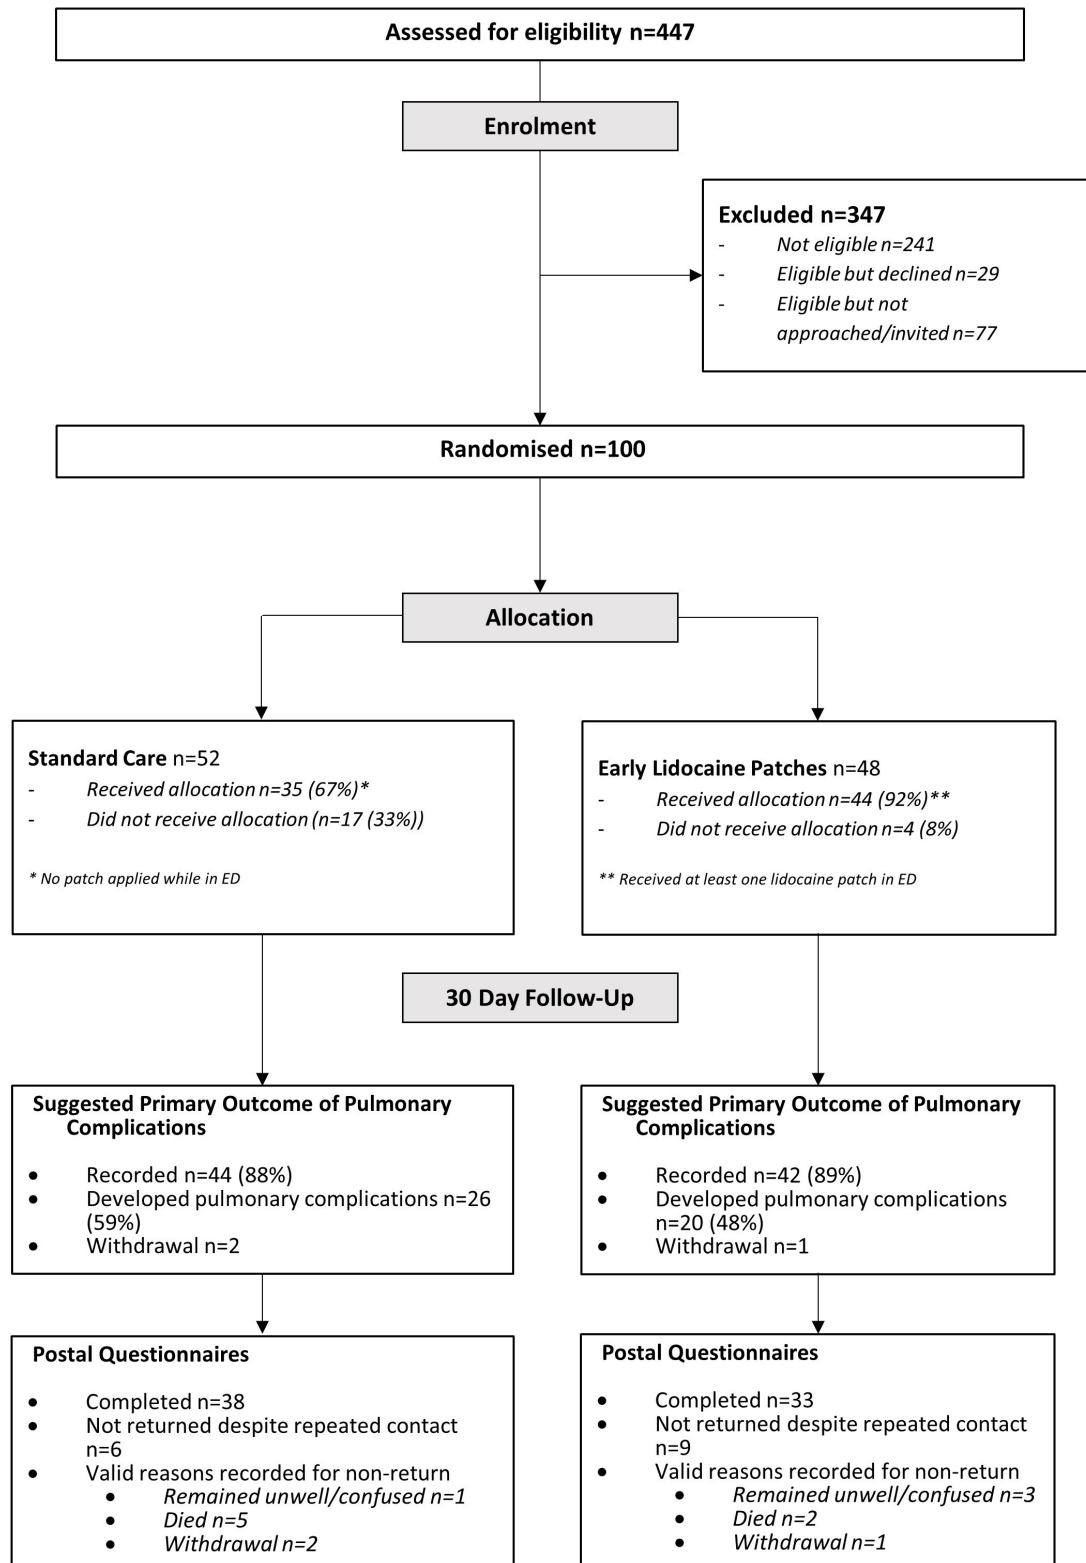 Assessed for eligibility n=447
Enrolment
Excluded n=347
- Not eligible n=241
- Eligible but declined n=29
- Eligible but not
approached/invited n=77
Randomised n=100
Allocation
Standard Care n=52
- Received allocation n=35 (67%)*
- Did not receive allocation (n=17 (33%))
* No patch applied while in ED
Early Lidocaine Patches n=48
- Received allocation n=44 (92%)**
- Did not receive allocation n=4 (8%)
** Received at least one lidocaine patch in ED
30 Day Follow-Up
Suggested Primary Outcome of Pulmonary
Complications
• Recorded n=44 (88%)
• Developed pulmonary complications n=26
(59%)
• Withdrawal n=2
Suggested Primary Outcome of Pulmonary
Complications
• Recorded n=42 (89%)
• Developed pulmonary complications
n=20 (48%)
• Withdrawal n=1
Postal Questionnaires
• Completed n=38
• Not returned despite repeated contact
n=6
• Valid reasons recorded for non-return
• Remained unwell/confused n=1
• Died n=5
• Withdrawal n=2
Postal Questionnaires
• Completed n=33
• Not returned despite repeated contact
n=9
• Valid reasons recorded for non-return
• Remained unwell/confused n=3
• Died n=2
• Withdrawal n=1